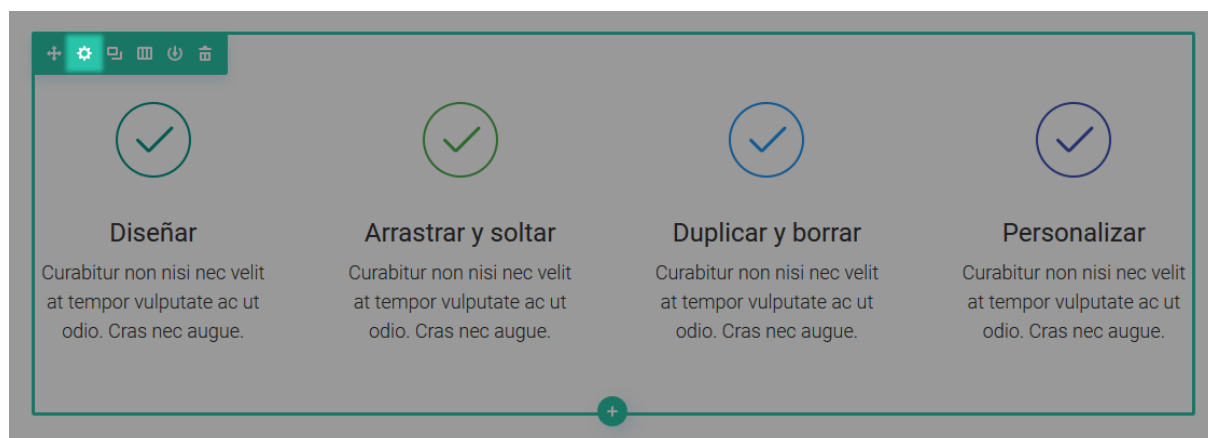 Diseñar
Curabitur non nisi nec velit
at tempor vulputate ac ut
odio. Cras nec augue.
Arrastrar y soltar
Curabitur non nisi nec velit
at tempor vulputate ac ut
odio. Cras nec augue.
Duplicar y borrar
Curabitur non nisi nec velit
at tempor vulputate ac ut
odio. Cras nec augue.
Personalizar
Curabitur non nisi nec velit
at tempor vulputate ac ut
odio. Cras nec augue.